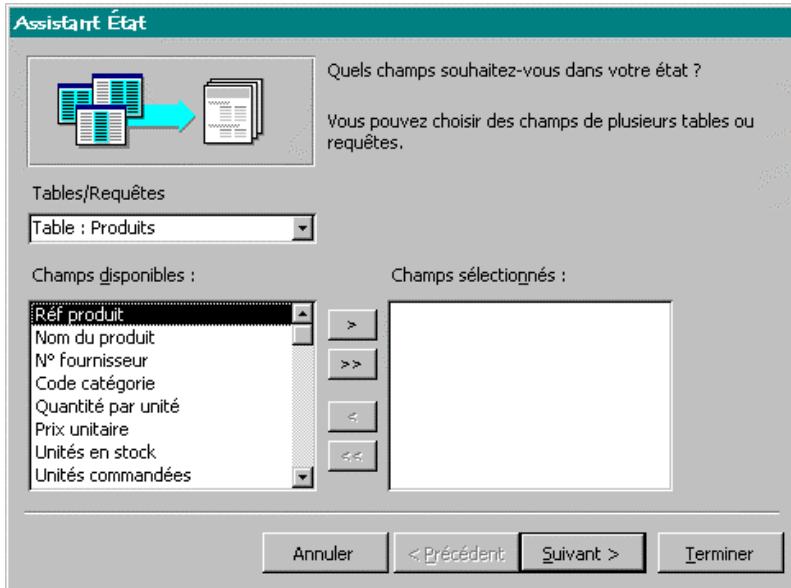 Assistant État
Quels champs souhaitez-vous dans votre état ?
Vous pouvez choisir des champs de plusieurs tables ou
requêtes.
Tables/Requêtes
Table : Produits
Champs disponibles :
Champs sélectionnés :
Réf produit
Nom du produit
N° fournisseur
Code catégorie
Quantité par unité
Prix unitaire
Unités en stock
Unités commandées
>
>>
<
<<
Annuler
< Précédent
Suivant >
Terminer